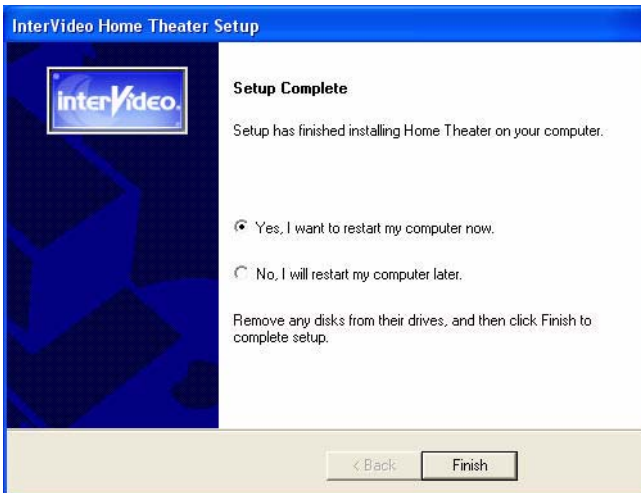 InterVideo Home Theater Setup
interVideo.
Setup Complete
Setup has finished installing Home Theater on your computer.
Yes, I want to restart my computer now.
No, I will restart my computer later.
Remove any disks from their drives, and then click Finish to
complete setup.
< Back
Finish